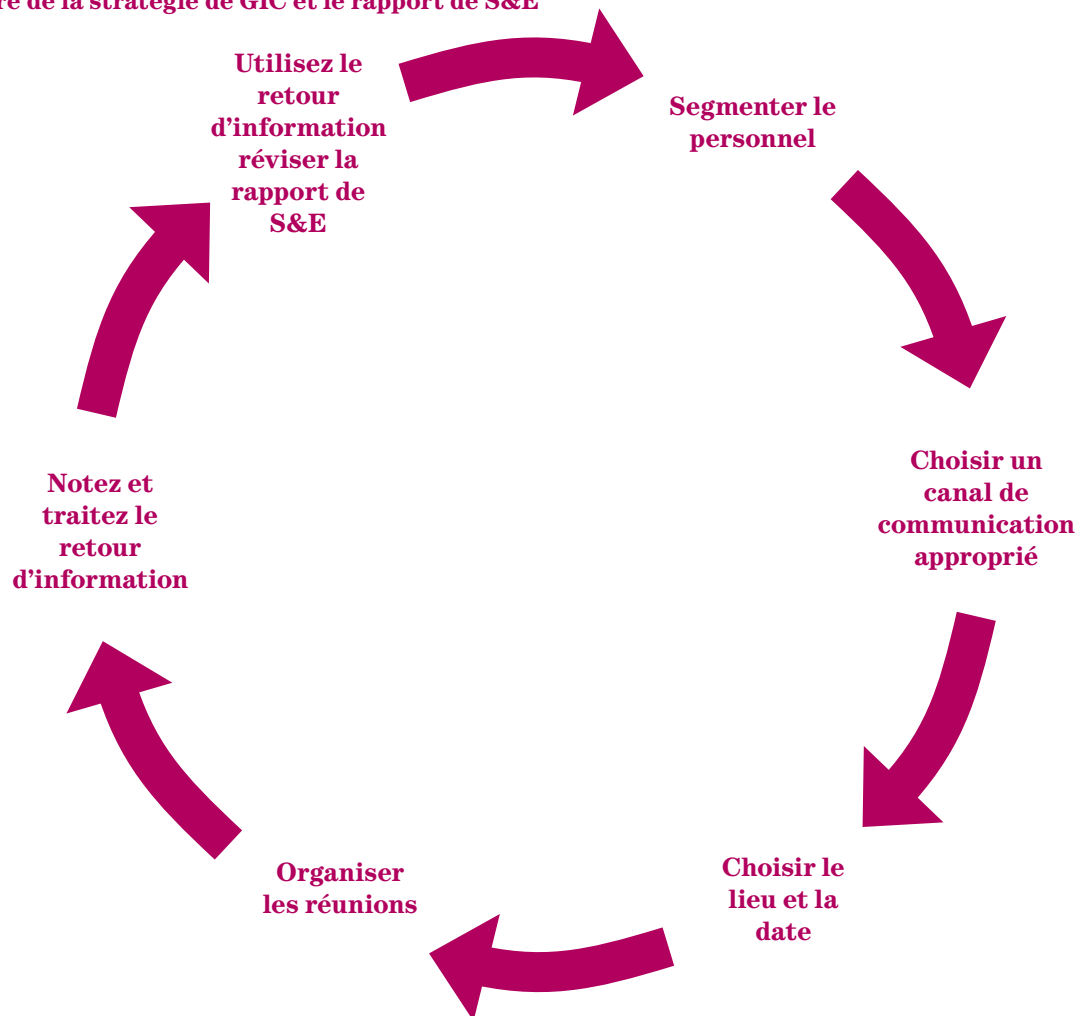 de la stratégie de GIC et le rapport de S&E
Utilisez le
retour
d'information
réviser la
rapport de
S&E
Segmenter le
personnel
Choisir un
canal de
communication
approprié
Choisir le
lieu et la
date
Organiser
les réunions
Notez et
traitez le
retour
d'information